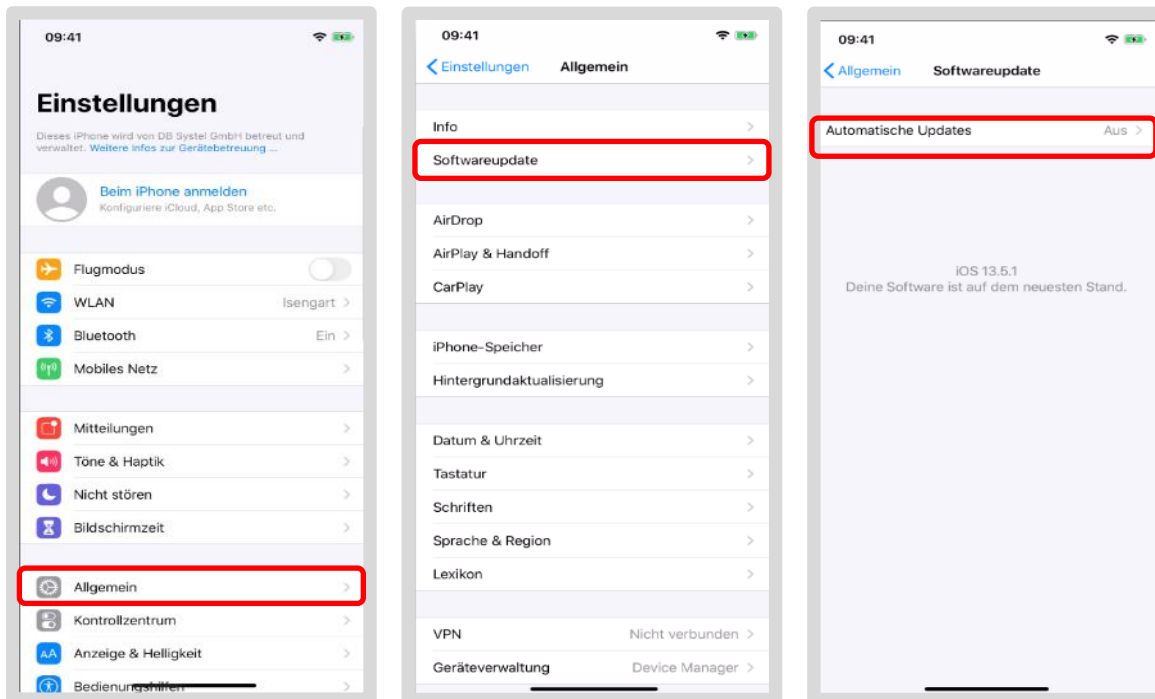 09:41
Einstellungen
Dieses iPhone wird von DB Systel GmbH betreut und
verwaltet. Weitere Infos zur Gerätebetreuung ...
Beim iPhone anmelden
Konfiguriere iCloud, App Store etc.
Flugmodus
WLAN Isengart
Bluetooth Ein
Mobiles Netz
Mitteilungen
Töne & Haptik
Nicht stören
Bildschirmzeit
Allgemein
Kontrollzentrum
AA Anzeige & Helligkeit
Bedienungshilfen
09:41
Einstellungen Allgemein
Info
Softwareupdate
AirDrop
AirPlay & Handoff
CarPlay
iPhone-Speicher
Hintergrundaktualisierung
Datum & Uhrzeit
Tastatur
Schriften
Sprache & Region
Lexikon
VPN Nicht verbunden
Geräteverwaltung Device Manager
09:41
Allgemein Softwareupdate
Automatische Updates Aus
iOS 13.5.1
Deine Software ist auf dem neuesten Stand.